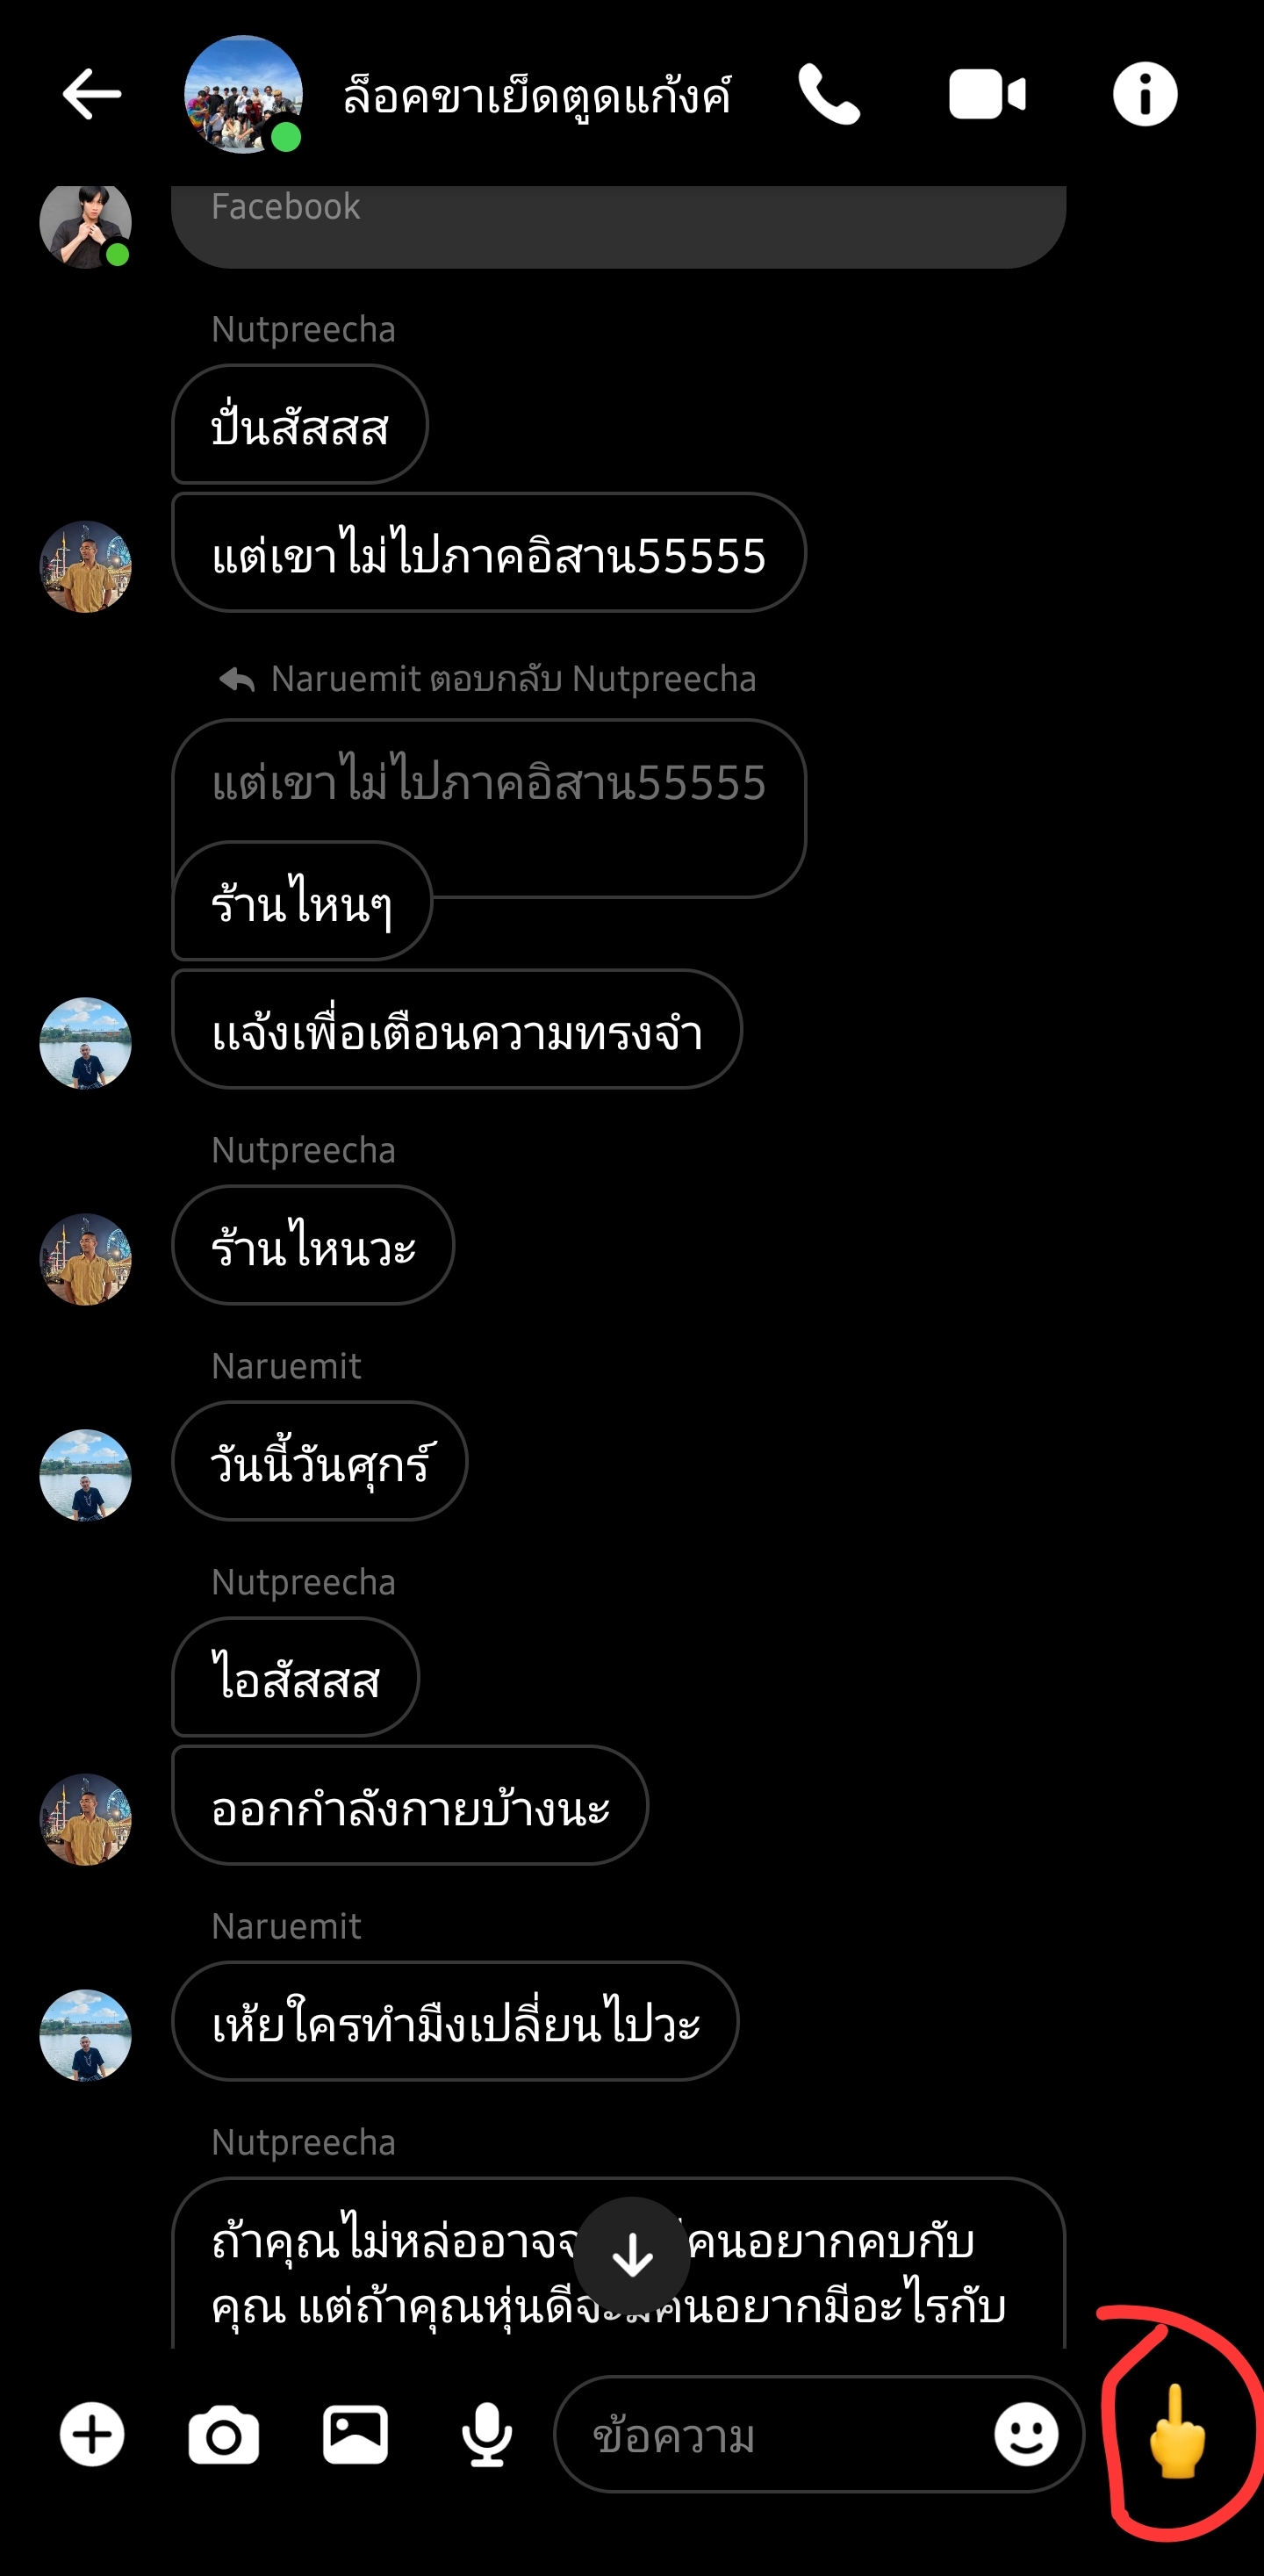 ล็อคขาเย็ดตูดแก้งค์
Facebook
Nutpreecha
ปั่นสัสสส
แต่เขาไม่ไปภาคอิสาน55555
Naruemit ตอบกลับ Nutpreecha
แต่เขาไม่ไปภาคอิสาน55555
ร้านไหนๆ
แจ้งเพื่อเตือนความทรงจำ
Nutpreecha
ร้านไหนวะ
Naruemit
วันนี้วันศุกร์
Nutpreecha
ไอสัสสส
ออกกำลังกายบ้างนะ
Naruemit
เห้ยใครทำมึงเปลี่ยนไปวะ
Nutpreecha
ถ้าคุณไม่หล่ออาจ คนอยากคบกับ
คุณ แต่ถ้าคุณหุ่นดีจะมีคนอยากมีอะไรกับ
ข้อความ